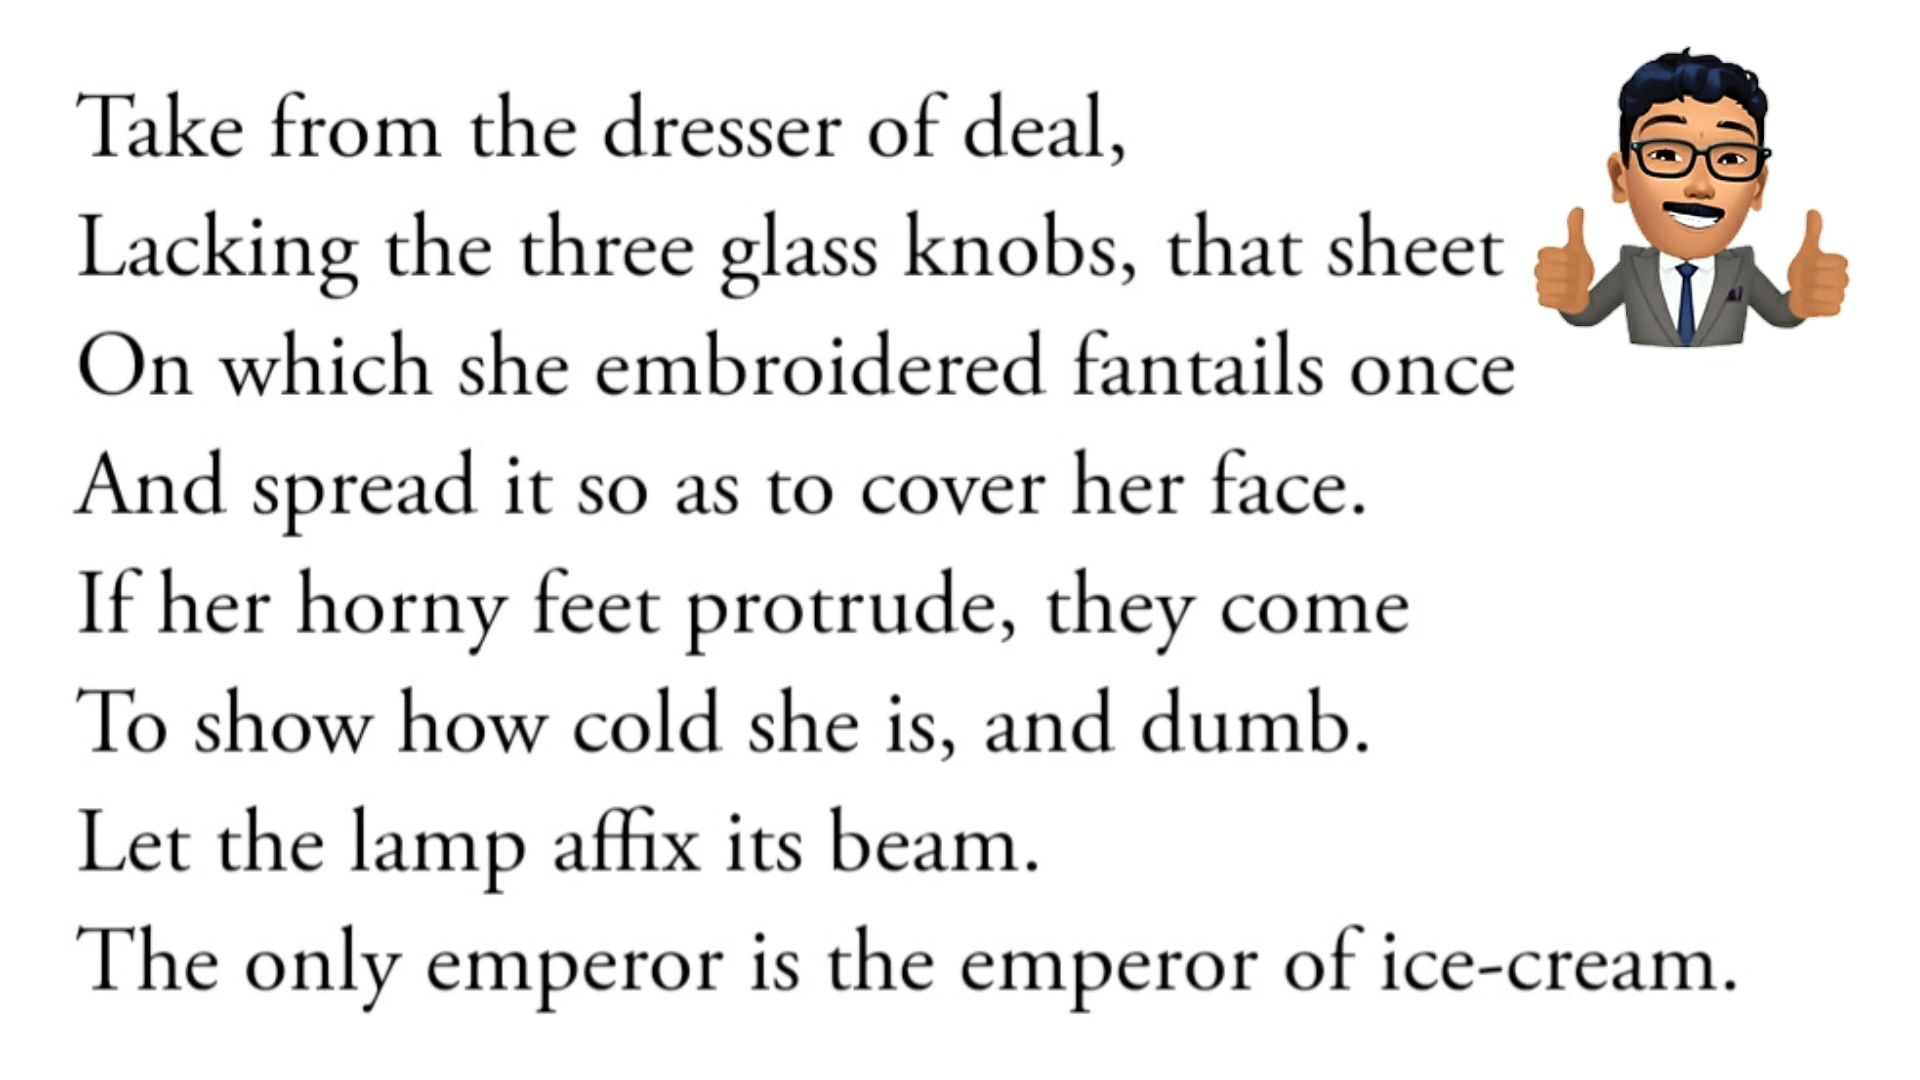 Take from the dresser of deal,
Lacking the three glass knobs, that sheet
On which she embroidered fantails once
And spread it so as to cover her face.
If her horny feet protrude, they come
To show how cold she is, and dumb.
Let the lamp affix its beam.
The only emperor is the emperor of ice-cream.